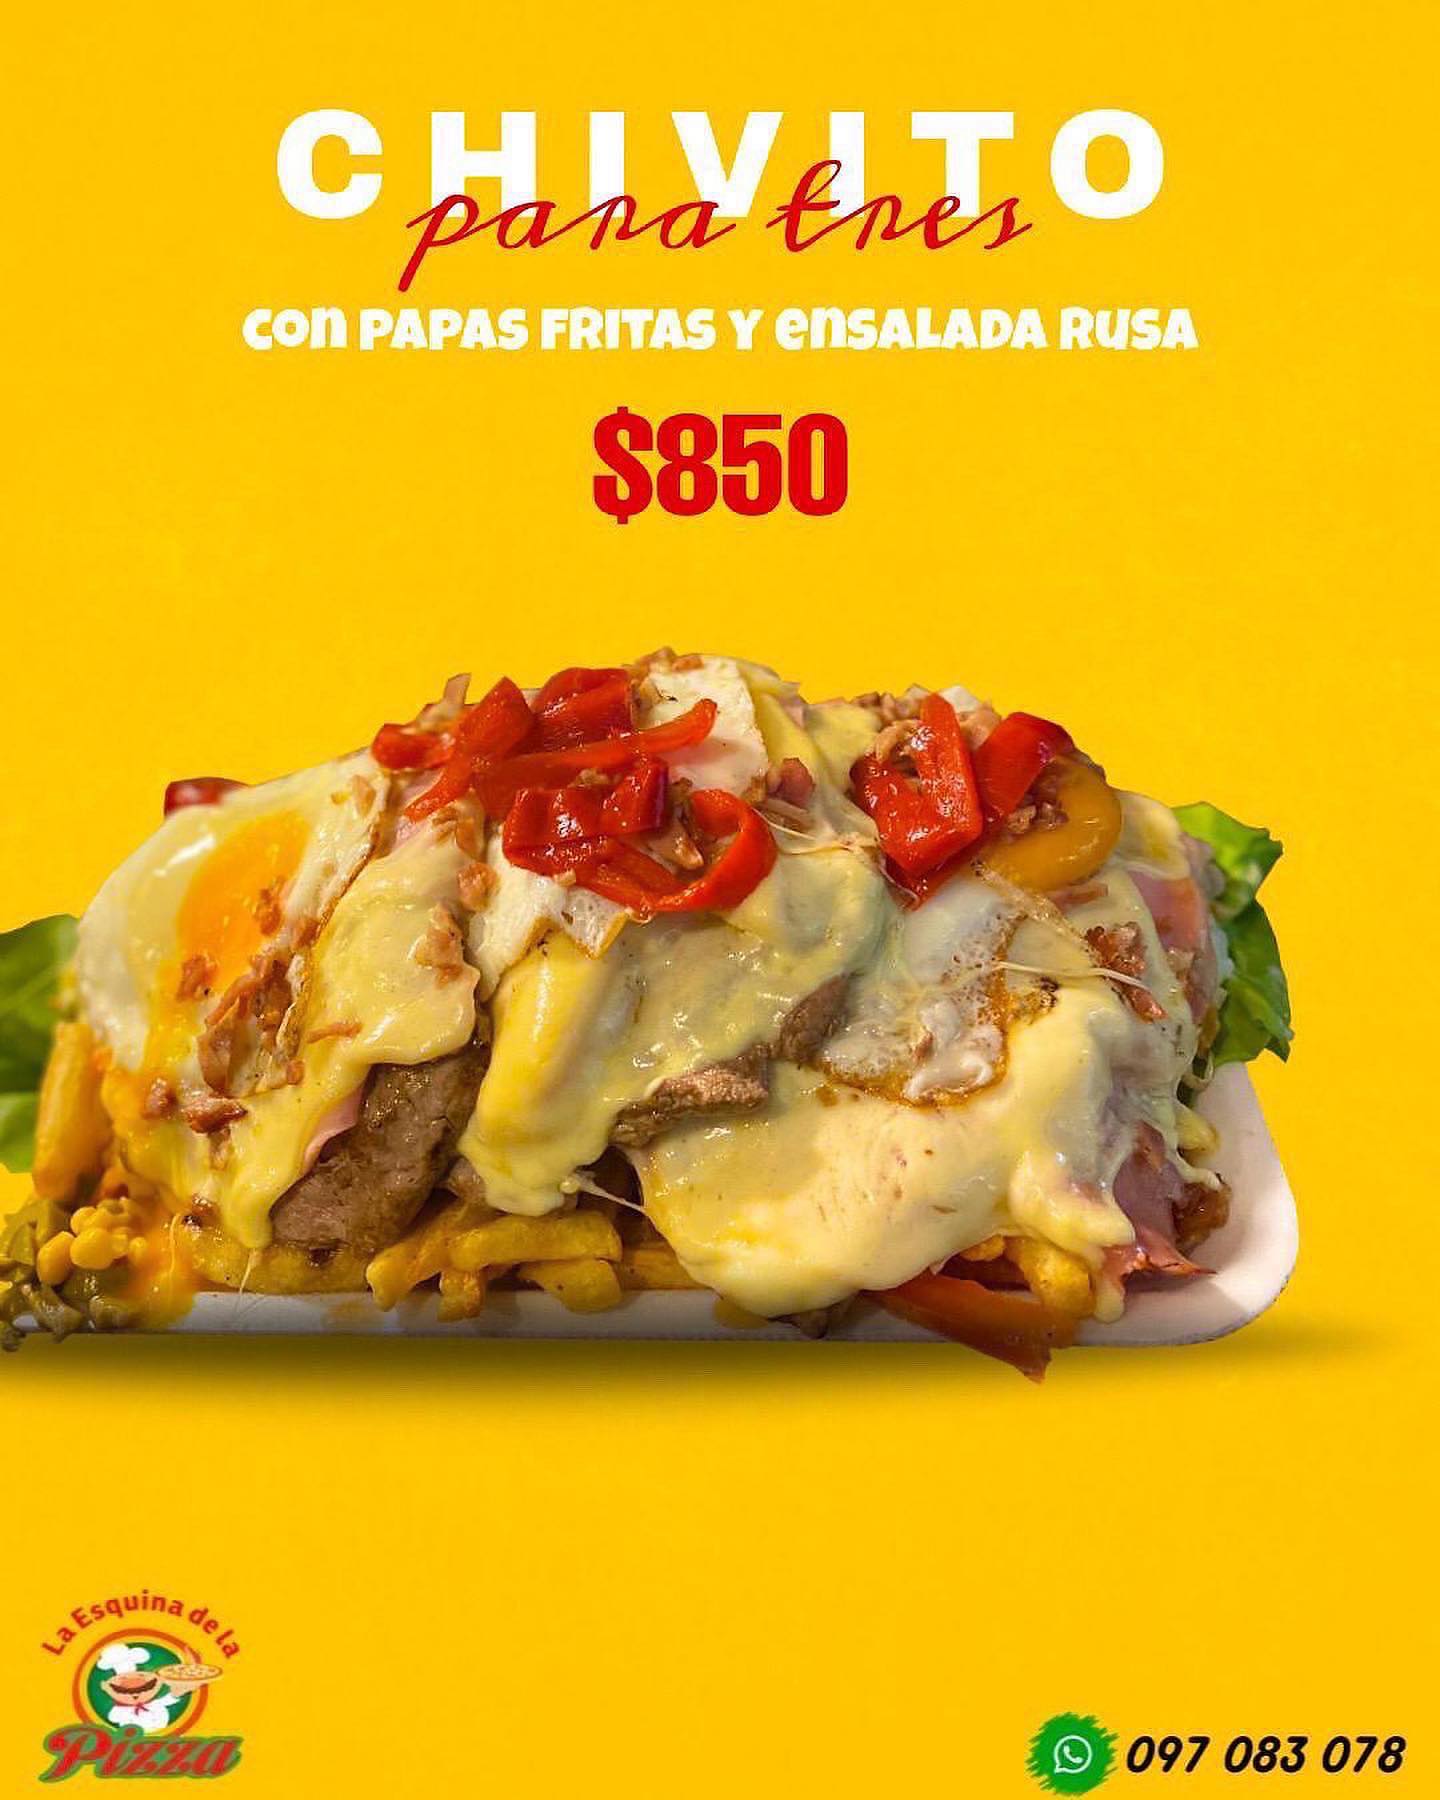 CHIVITO
para tres
con PAPAS FRITAS Y enSALADA RUSA
$850
La Esquina de la
Pizza
097 083 078